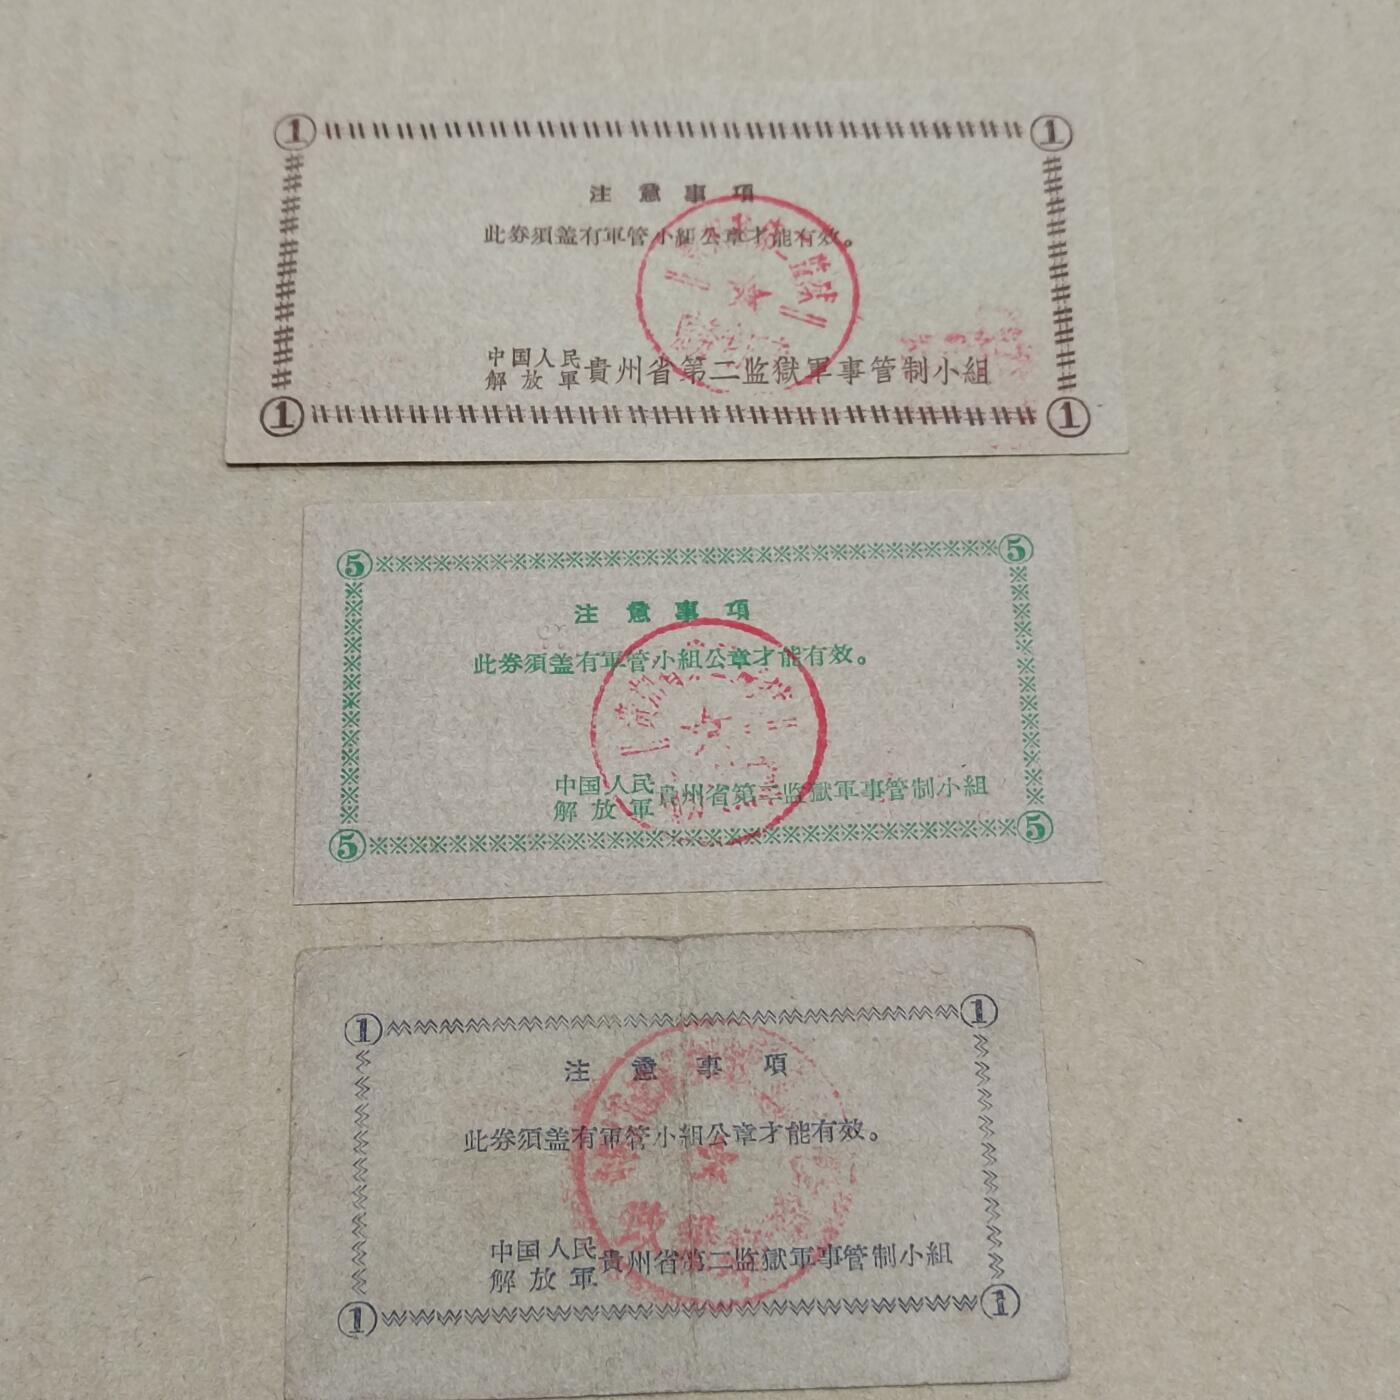 1 1
注意事項
此券須盖有軍管小組公章才能有效。
中国人民
解放軍
貴州省第二监獄軍事管制小組
1 1
5 5
注意事項
此券須盖有軍管小組公章才能有效。
中国人民
解放軍
貴州省第二监獄軍事管制小組
5 5
1 1
注意事項
此券須盖有軍管小組公章才能有效。
中国人民
解放軍
貴州省第二监獄軍事管制小組
1 1